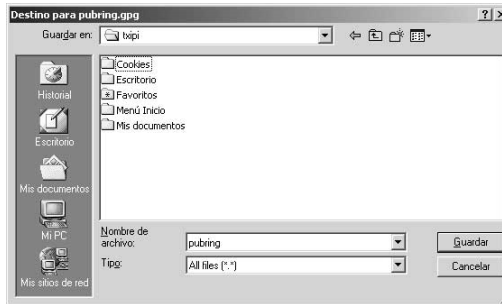 Destino para pubring.gpg
Guardar en: txipi
Cookies
Escritorio
Favoritos
Menú Inicio
Mis documentos
Historial
Escritorio
Mis documentos
Mi PC
Mis sitios de red
Nombre de archivo: pubring
Guardar
Tipo: All files (*.*)
Cancelar